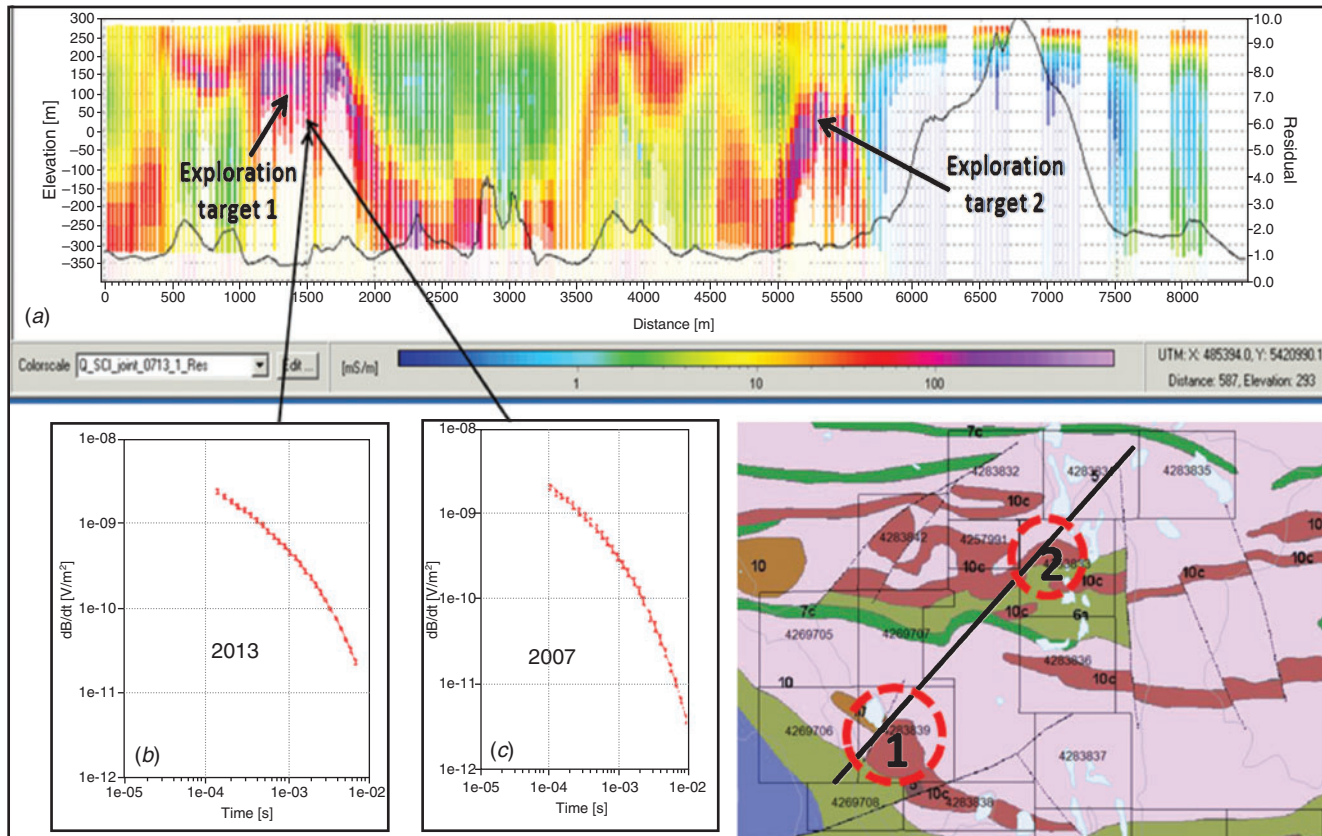 300
250
200
150
100
50
0
−50
−100
−150
−200
−250
−300
−350
Elevation [m]
10.0
9.0
8.0
7.0
6.0
5.0
4.0
3.0
2.0
1.0
0.0
Residual
Exploration
target 1
Exploration
target 2
0 500 1000 1500 2000 2500 3000 3500 4000 4500 5000 5500 6000 6500 7000 7500 8000
(a)
Distance [m]
Colorscale Q_SCI_joint_0713_1_Res Edit ... [mS/m] 1 10 100
UTM: X: 485394.0, Y: 5420990.1
Distance: 587, Elevation: 293
1e-08
1e-09
1e-10
1e-11
1e-12
dB/dt [V/m²]
2013
(b)
1e-05 1e-04 1e-03 1e-02
Time [s]
1e-08
1e-09
1e-10
1e-11
1e-12
dB/dt [V/m²]
2007
(c)
1e-05 1e-04 1e-03 1e-02
Time [s]
7c
4283832
4283835
5
10c
10
4283842
4257991
10
10c
10c
2
10c
10c
10c
7c
10c
4269705
4269707
4283836
10c
10c
10
4269706
4283839
1
4283837
4269708
10c
4283838